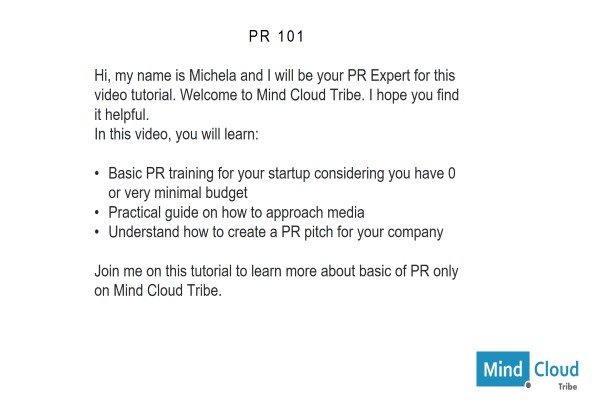 PR 101
Hi, my name is Michela and I will be your PR Expert for this
video tutorial. Welcome to Mind Cloud Tribe. I hope you find
it helpful.
In this video, you will learn:
• Basic PR training for your startup considering you have 0
or very minimal budget
• Practical guide on how to approach media
• Understand how to create a PR pitch for your company
Join me on this tutorial to learn more about basic of PR only
on Mind Cloud Tribe.
Mind Cloud
Tribe